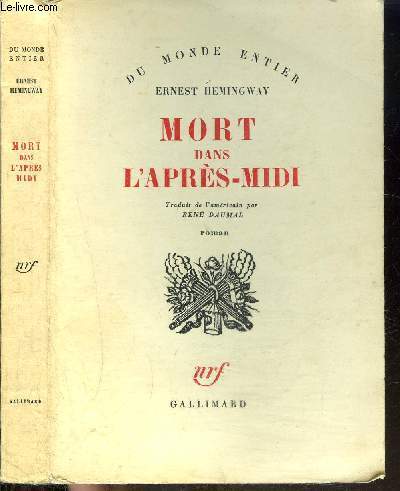 DU MONDE
ENTIER
ERNEST
HEMINGWAY
MORT
DANS
L'APRÈS
MIDI
nrf
GALLIMARD
DU MONDE ENTIER
ERNEST HEMINGWAY
MORT
DANS
L'APRÈS-MIDI
Traduit de l'américain par
RENÉ DAUMAL
roman
nrf
GALLIMARD
le-livre.com